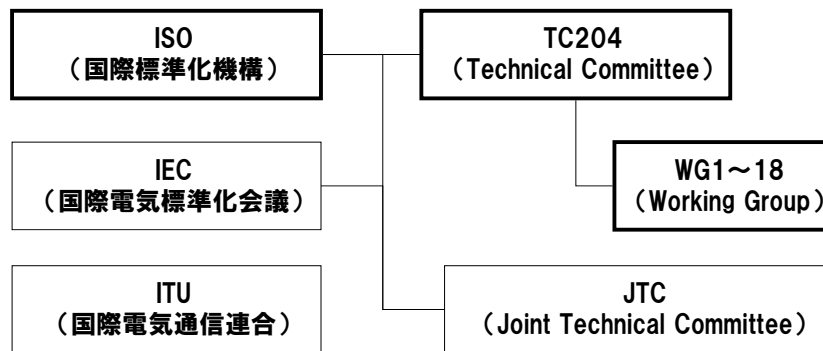 ISO
（国際標準化機構）
TC204
（Technical Committee）
IEC
（国際電気標準化会議）
WG1～18
（Working Group）
ITU
（国際電気通信連合）
JTC
（Joint Technical Committee）